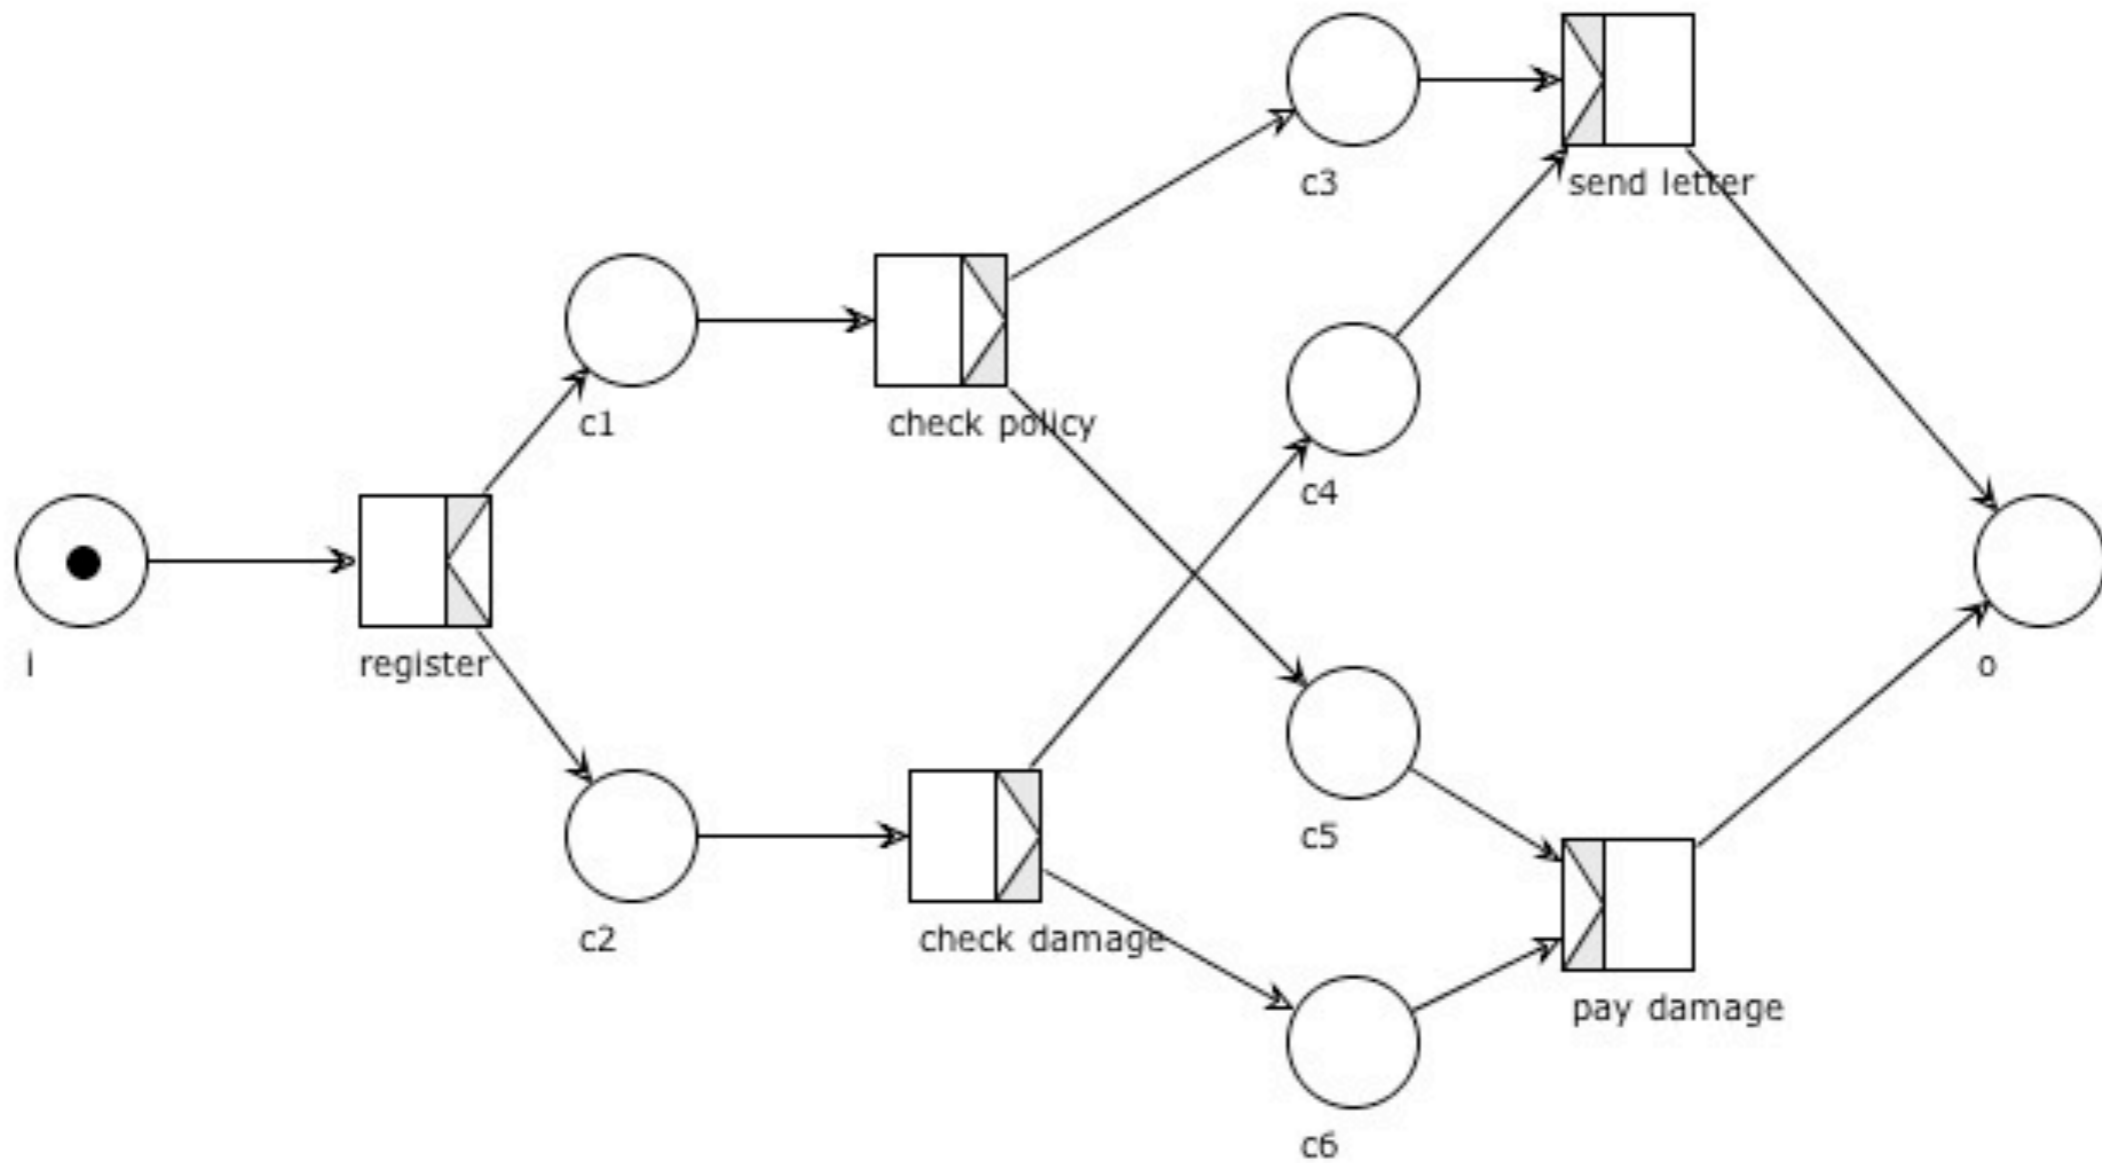 c3
send letter
c1
check policy
c4
i
register
o
c5
c2
check damage
pay damage
c6